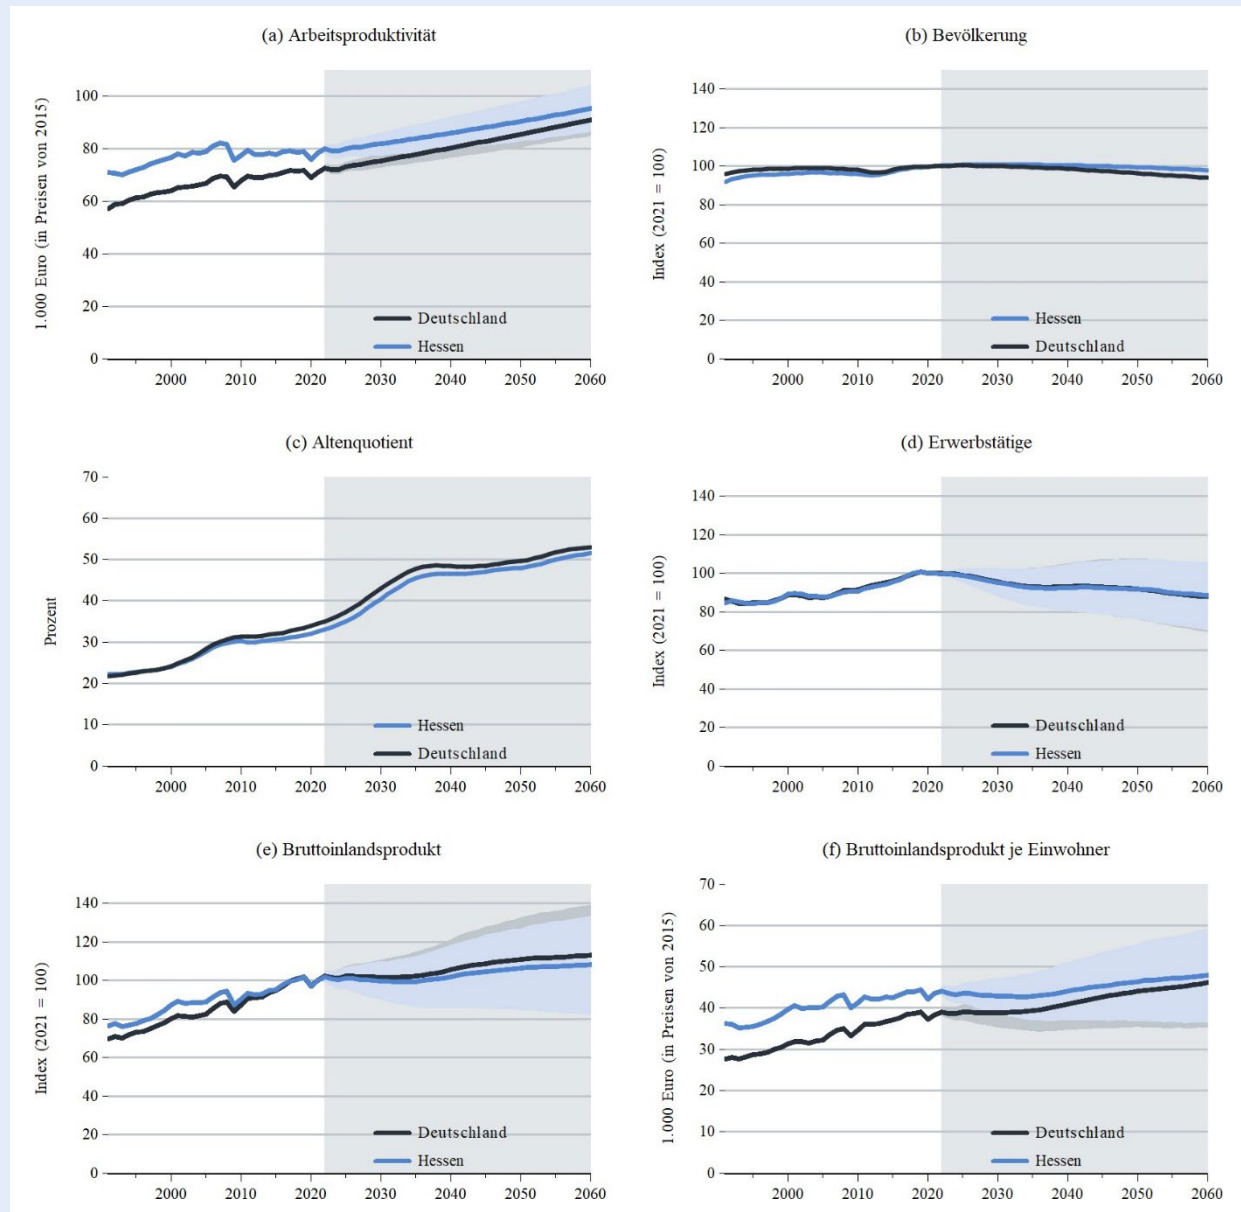 (a) Arbeitsproduktivität
1.000 Euro (in Preisen von 2015)
100
80
60
40
20
0
Deutschland
Hessen
2000 2010 2020 2030 2040 2050 2060
(b) Bevölkerung
Index (2021 = 100)
140
120
100
80
60
40
20
0
Hessen
Deutschland
2000 2010 2020 2030 2040 2050 2060
(c) Altenquotient
Prozent
70
60
50
40
30
20
10
0
Hessen
Deutschland
2000 2010 2020 2030 2040 2050 2060
(d) Erwerbstätige
Index (2021 = 100)
140
120
100
80
60
40
20
0
Deutschland
Hessen
2000 2010 2020 2030 2040 2050 2060
(e) Bruttoinlandsprodukt
Index (2021 = 100)
140
120
100
80
60
40
20
0
Deutschland
Hessen
2000 2010 2020 2030 2040 2050 2060
(f) Bruttoinlandsprodukt je Einwohner
1.000 Euro (in Preisen von 2015)
70
60
50
40
30
20
10
0
Deutschland
Hessen
2000 2010 2020 2030 2040 2050 2060